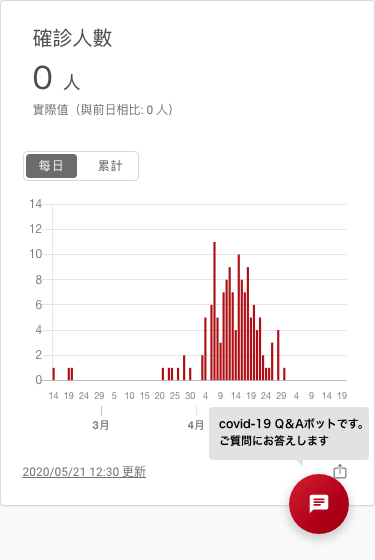 確診人數
0 人
實際值（與前日相比: 0 人）
每日 累計
14
12
10
8
6
4
2
0
14 19 24 29 5 10 15 20 25 30 4 9 14 19 24 29 4 9 14 19
3月 4月
covid-19 Q&Aボットです。
ご質問にお答えします
2020/05/21 12:30 更新